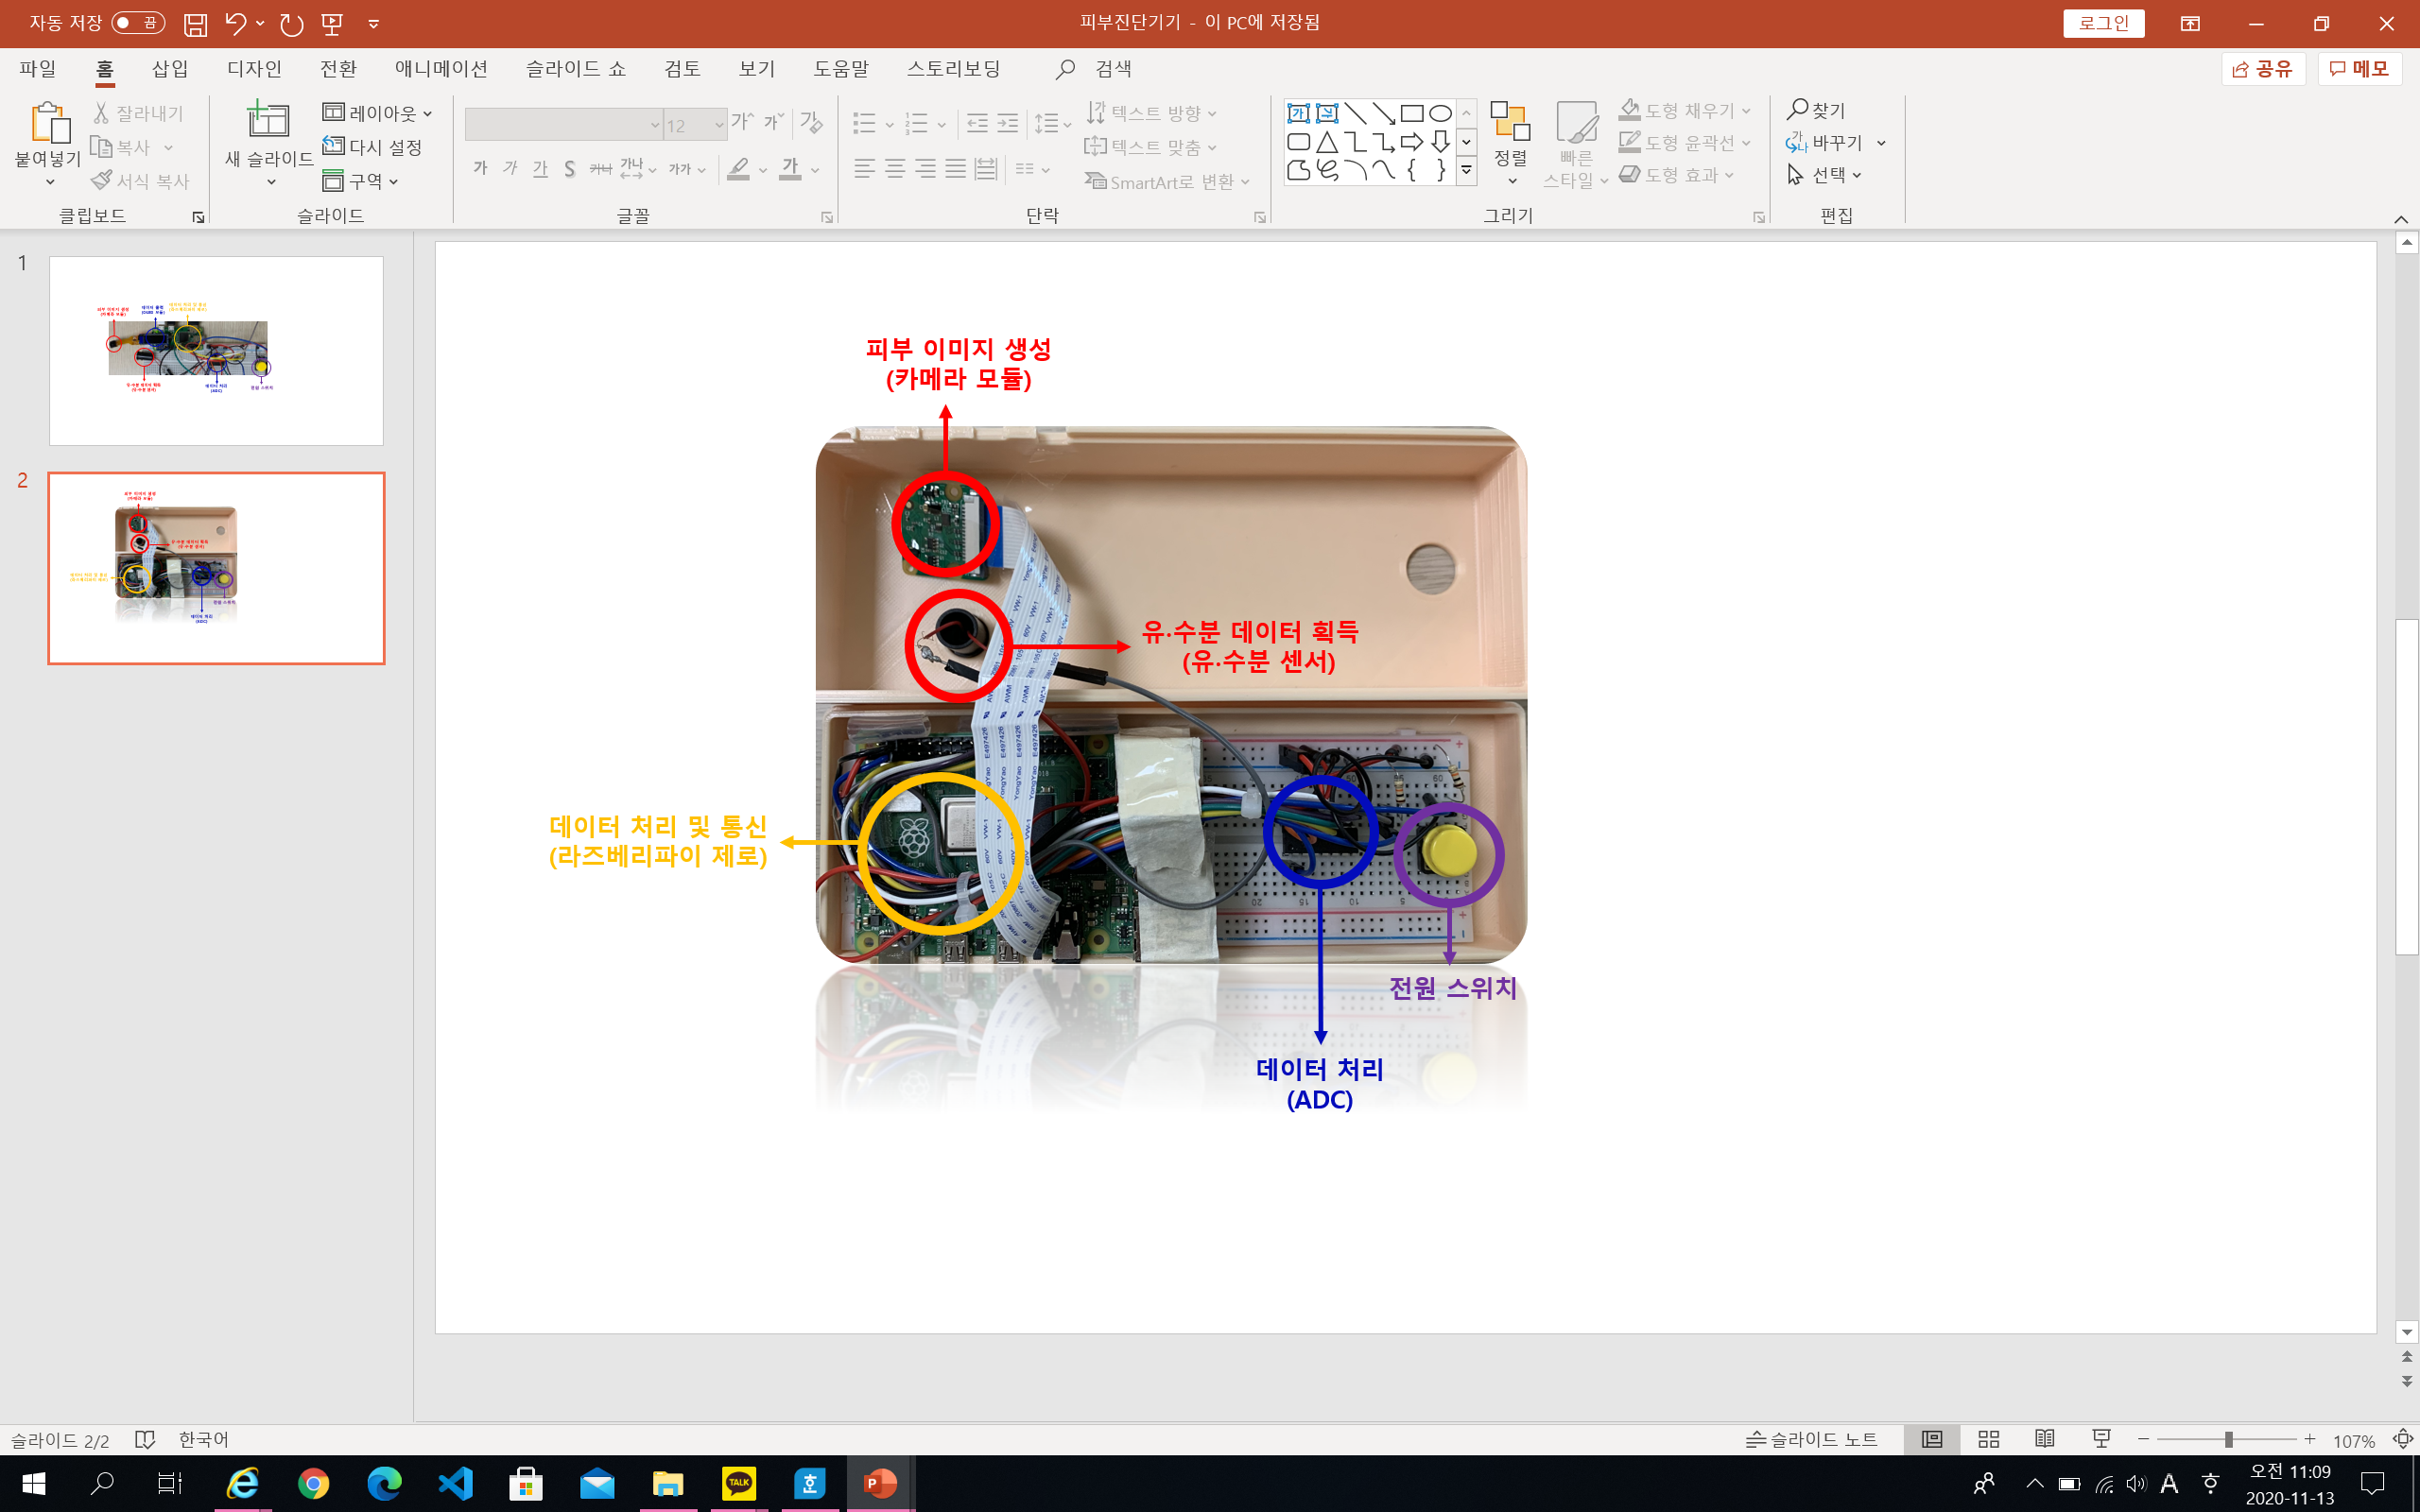 자동 저장 끔
피부진단기기 - 이 PC에 저장됨
로그인
파일 홈 삽입 디자인 전환 애니메이션 슬라이드 쇼 검토 보기 도움말 스토리보딩 검색
공유 메모
붙여넣기
잘라내기
복사
서식 복사
클립보드
새 슬라이드
레이아웃
다시 설정
구역
슬라이드
12
글꼴
텍스트 방향
텍스트 맞춤
SmartArt로 변환
단락
정렬
빠른
스타일
도형 채우기
도형 윤곽선
도형 효과
그리기
찾기
바꾸기
선택
편집
1
2
피부 이미지 생성
(카메라 모듈)
유·수분 데이터 획득
(유·수분 센서)
데이터 처리 및 통신
(라즈베리파이 제로)
전원 스위치
데이터 처리
(ADC)
슬라이드 2/2 한국어
슬라이드 노트
107%
TALK
A
오전 11:09
2020-11-13